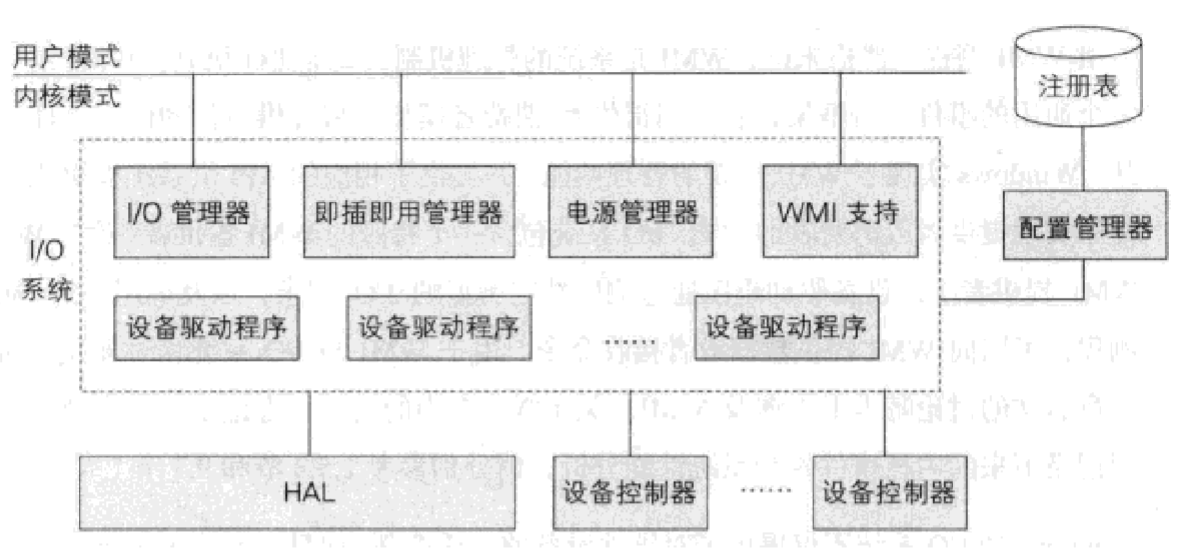 用户模式
内核模式
注册表
I/O 管理器
即插即用管理器
电源管理器
WMI 支持
配置管理器
I/O
系统
设备驱动程序
设备驱动程序
……
设备驱动程序
HAL
设备控制器
……
设备控制器